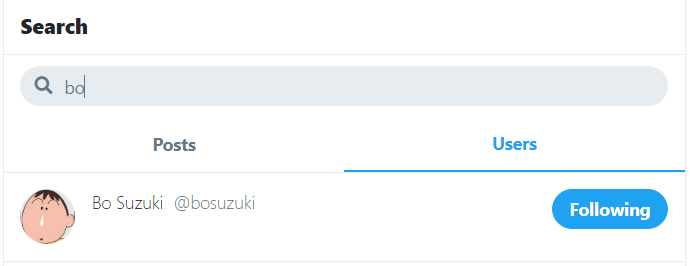 Search
bo
Posts Users
Bo Suzuki @bosuzuki Following